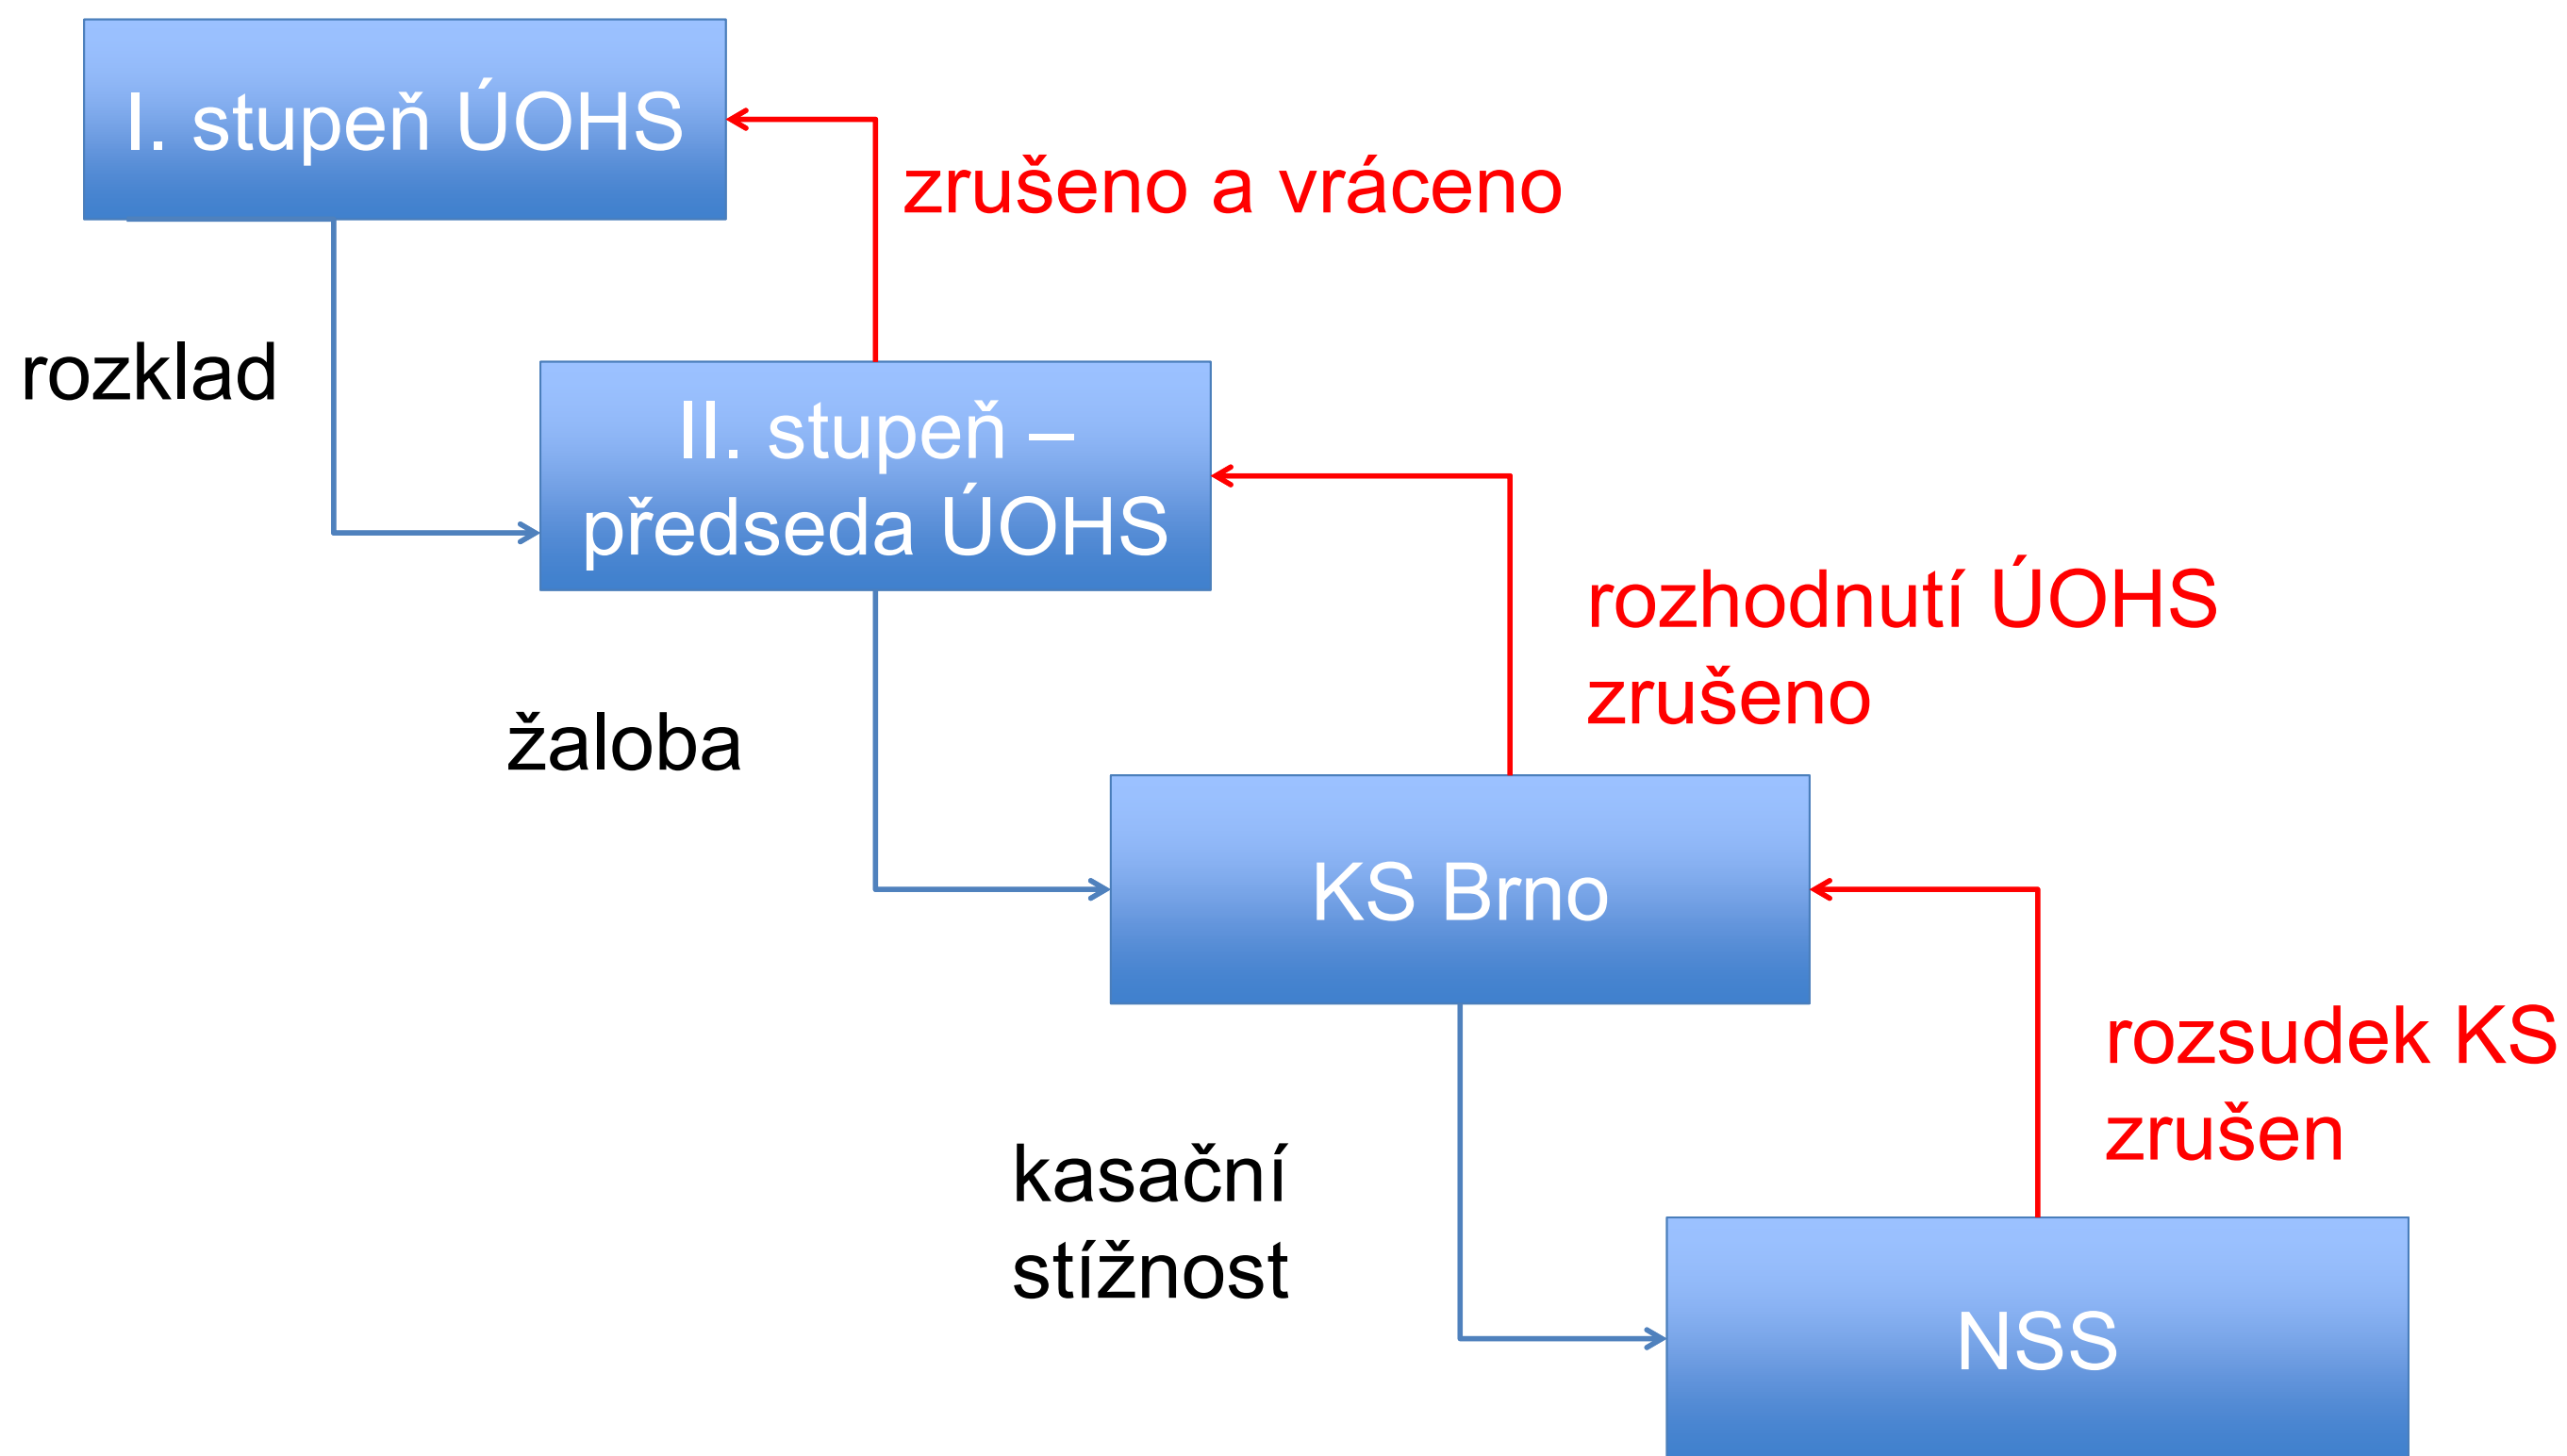 I. stupeň ÚOHS
zrušeno a vráceno
rozklad
II. stupeň –
předseda ÚOHS
rozhodnutí ÚOHS
zrušeno
žaloba
KS Brno
rozsudek KS
zrušen
kasační
stížnost
NSS